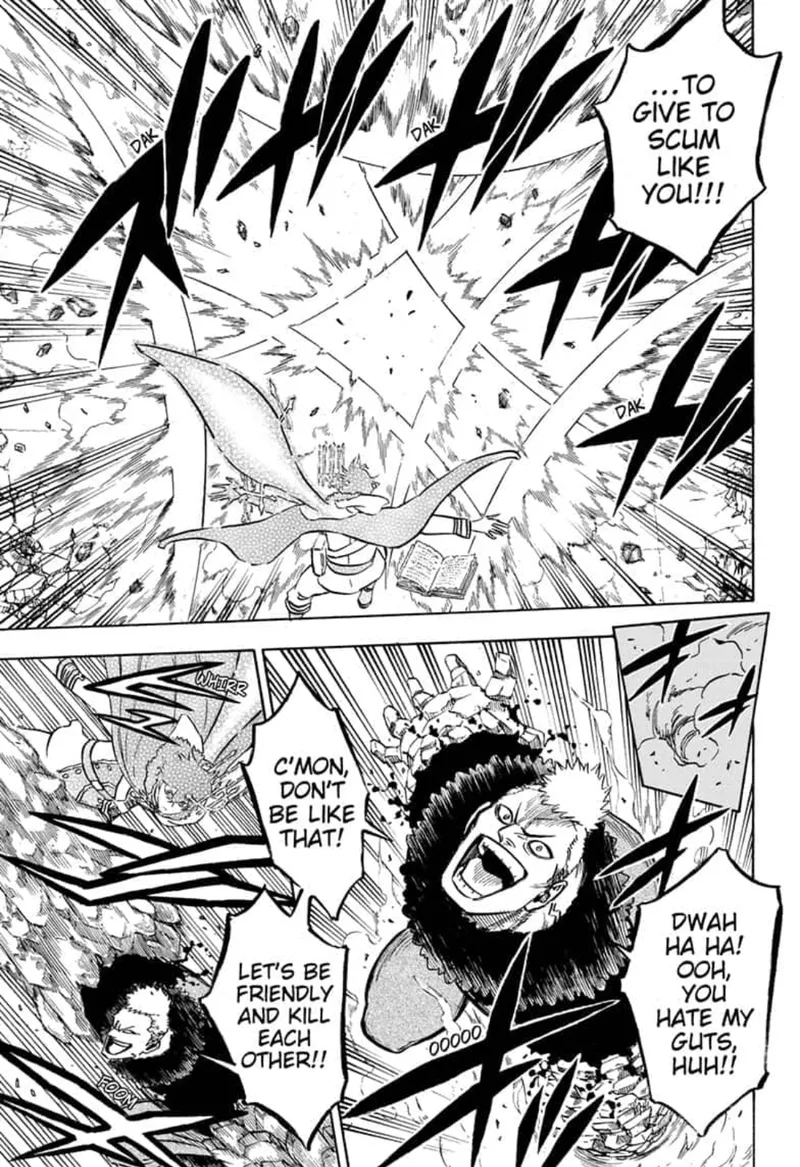 ...TO
GIVE TO
SCUM
LIKE
YOU!!!
DAK
DAK
DAK
DWAH
HA HA!
OOH,
YOU
HATE MY
GUTS,
HUH!!
OOOOO
C'MON,
DON'T
BE LIKE
THAT!
WHIRR
LET'S BE
FRIENDLY
AND KILL
EACH
OTHER!!
FOOM